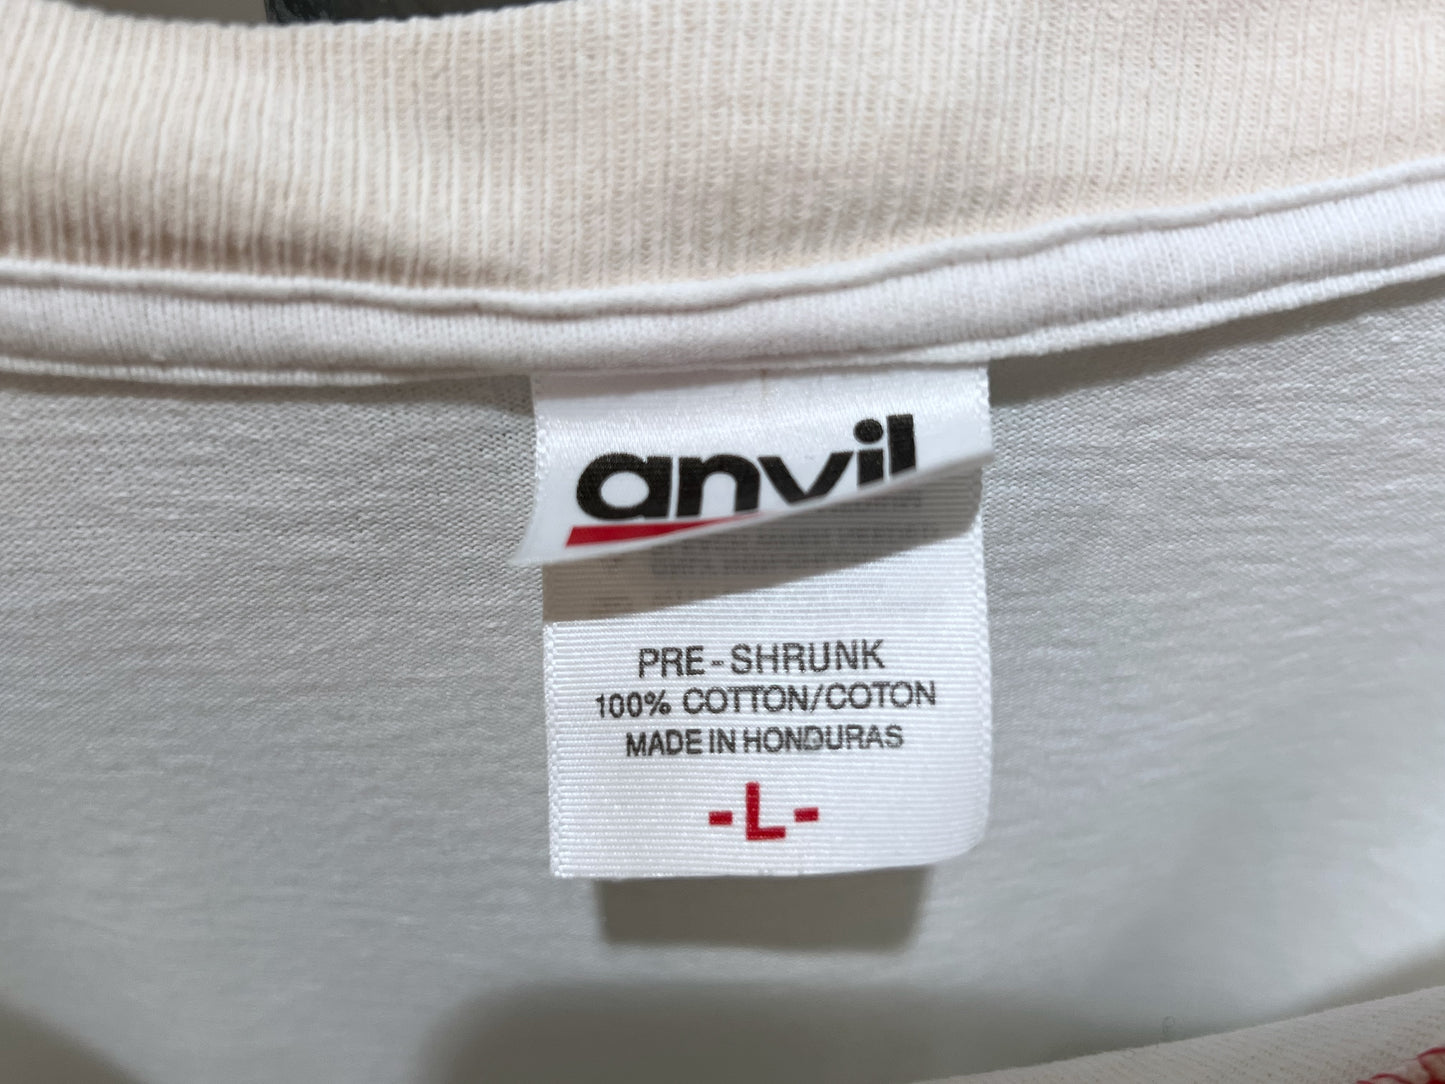 anvil
PRE-SHRUNK
100% COTTON/COTON
MADE IN HONDURAS
-L-